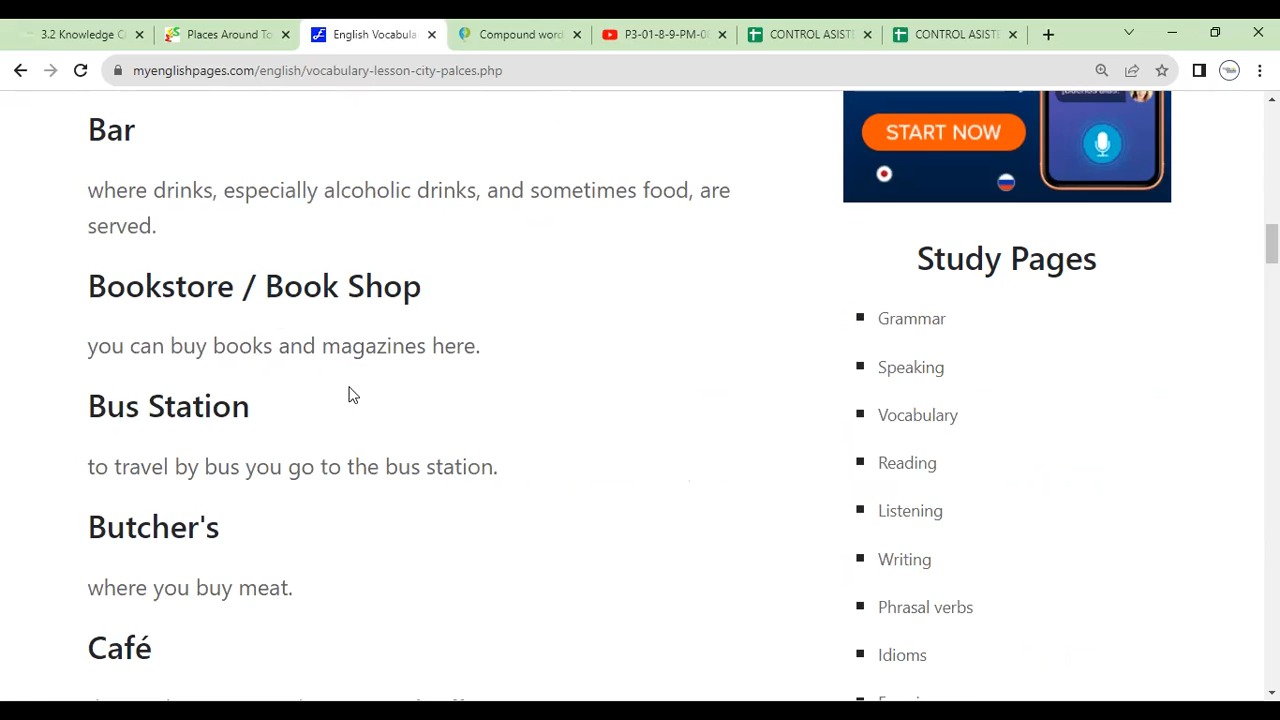 3.2 Knowledge
Places Around To
English Vocabula
Compound word
P3-01-8-9-PM-0
CONTROL ASIST
CONTROL ASIST
myenglishpages.com/english/vocabulary-lesson-city-palces.php
Bar
where drinks, especially alcoholic drinks, and sometimes food, are
served.
Bookstore / Book Shop
you can buy books and magazines here.
Bus Station
to travel by bus you go to the bus station.
Butcher's
where you buy meat.
Café
START NOW
Study Pages
Grammar
Speaking
Vocabulary
Reading
Listening
Writing
Phrasal verbs
Idioms